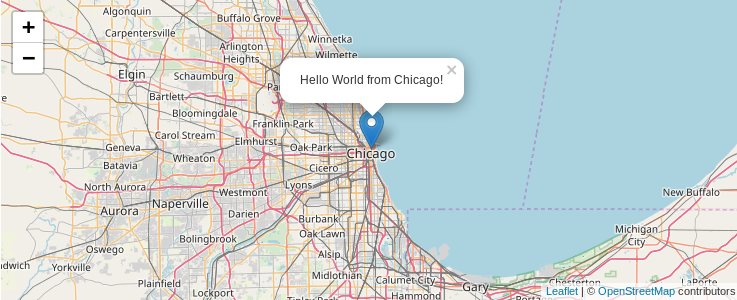 +
−
Algonquin
Buffalo Grove
Carpentersville
Winnetka
Arlington
Heights
Wilmette
Elgin
Schaumburg
Hello World from Chicago!
×
Bartlett
Bloomingdale
Franklin Park
Carol Stream
Elmhurst
Oak Park
Geneva
Wheaton
Chicago
Batavia
Cicero
North Aurora
Westmont
Lyons
New Buffalo
Aurora
Naperville
Darien
Burbank
Oak Lawn
Michigan
City
Bolingbrook
Oswego
Alsip
Yorkville
Midlothian
Plainfield
Calumet City
Gary
Chesterton
LaPorte
Lockport
Hammond
Leaflet | © OpenStreetMap contributors